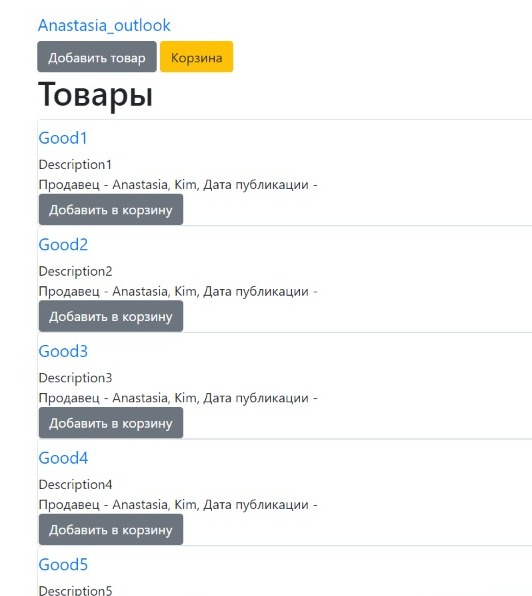 Anastasia_outlook
Добавить товар Корзина
Товары
Good1
Description1
Продавец - Anastasia, Kim, Дата публикации -
Добавить в корзину
Good2
Description2
Продавец - Anastasia, Kim, Дата публикации -
Добавить в корзину
Good3
Description3
Продавец - Anastasia, Kim, Дата публикации -
Добавить в корзину
Good4
Description4
Продавец - Anastasia, Kim, Дата публикации -
Добавить в корзину
Good5
Description5